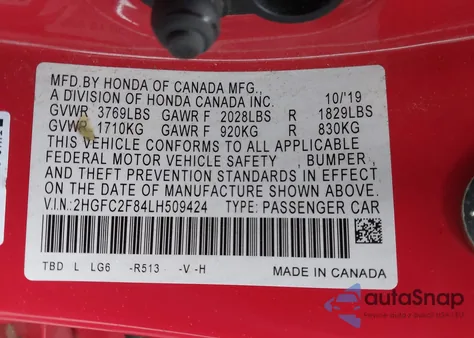 MFD.BY HONDA OF CANADA MFG.,
A DIVISION OF HONDA CANADA INC. 10/'19
GVWR 3769LBS GAWR F 2028LBS R 1829LBS
GVWR 1710KG GAWR F 920KG R 830KG
THIS VEHICLE CONFORMS TO ALL APPLICABLE
FEDERAL MOTOR VEHICLE SAFETY , BUMPER ,
AND THEFT PREVENTION STANDARDS IN EFFECT
ON THE DATE OF MANUFACTURE SHOWN ABOVE.
V.I.N.:2HGFC2F84LH509424 TYPE: PASSENGER CAR
TBD L LG6 -R513 -V -H MADE IN CANADA
autoSnap